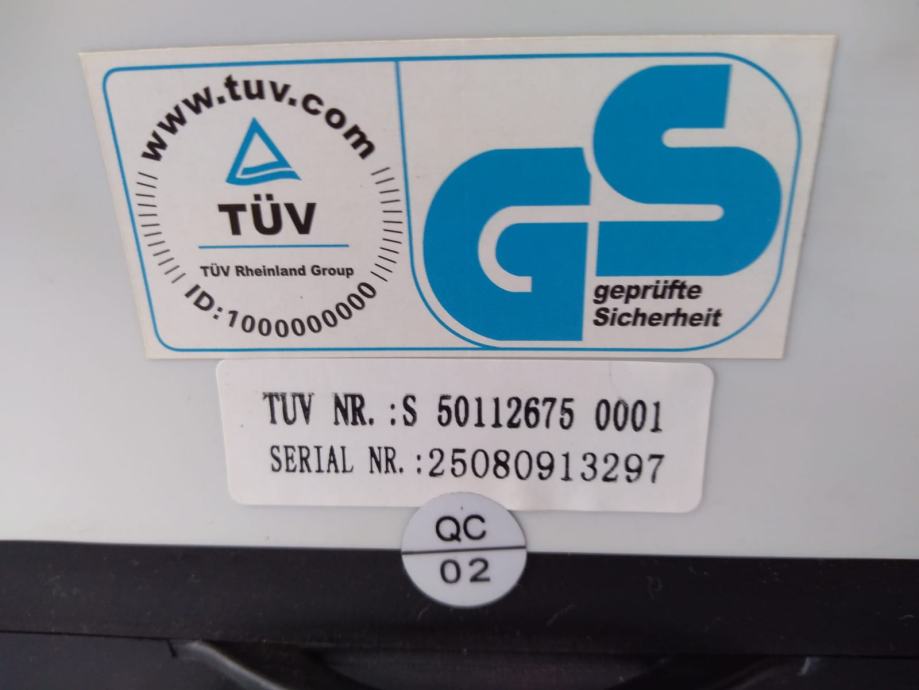 www.tuv.com
TÜV
TÜV Rheinland Group
ID:1000000000
GS
geprüfte
Sicherheit
TUV NR.:S 50112675 0001
SERIAL NR.:25080913297
QC
02